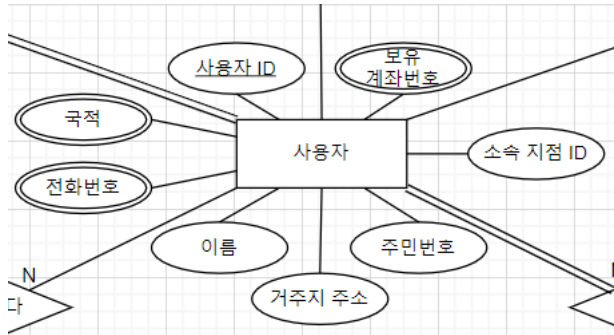 사용자 ID
보유
계좌번호
국적
사용자
소속 지점 ID
전화번호
이름
주민번호
거주지 주소
N
다